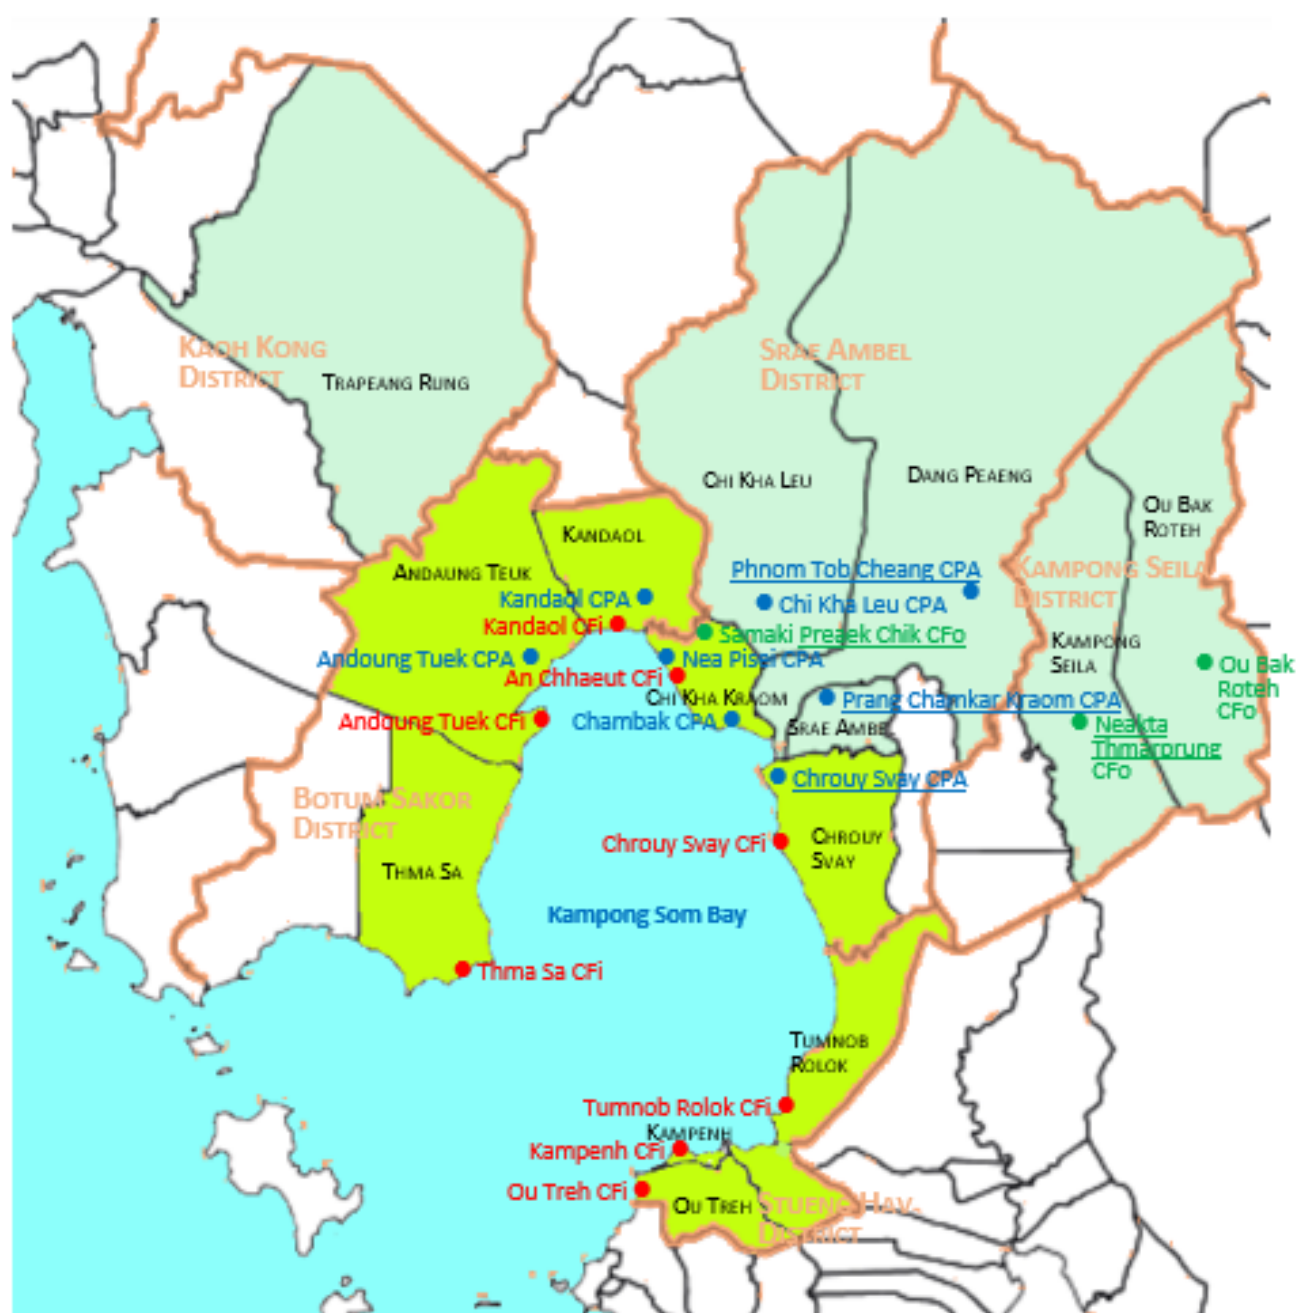 KAOH KONG
DISTRICT
TRAPEANG RUNG
SRAE AMBEL
DISTRICT
CHI KHA LEU
DANG PEAENG
OU BAK
ROTEH
KANDAOL
ANDAUNG TEUK
Phnom Tob Cheang CPA
KAMPONG SEILA
DISTRICT
Kandaol CPA
Chi Kha Leu CPA
Kandaol CFi
Samaki Preaek Chik CFo
KAMPONG
SEILA
Andoung Tuek CPA
Nea Pisei CPA
Ou Bak
Roteh
CFo
An Chhaeut CFi
CHI KHA KRAOM
Prang Chamkar Kraom CPA
Andoung Tuek CFi
Chambak CPA
SRAE AMBE
Neakta
Thmarprung
CFo
Chrouy Svay CPA
BOTUM SAKOR
DISTRICT
Chrouy Svay CFi
CHROUY
SVAY
THMA SA
Kampong Som Bay
Thma Sa CFi
TUMNOB
ROLOK
Tumnob Rolok CFi
KAMPENH
Kampenh CFi
Ou Treh CFi
OU TREH
STUENG HAV-
DISTRICT